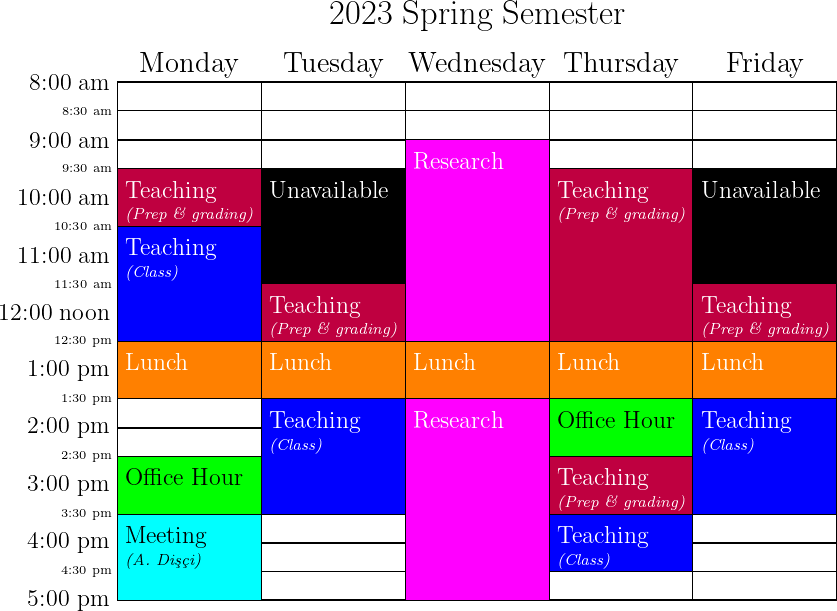 2023 Spring Semester
Monday Tuesday Wednesday Thursday Friday
8:00 am
8:30 am
9:00 am
Research
9:30 am
10:00 am Teaching Unavailable Teaching Unavailable
(Prep & grading) (Prep & grading)
10:30 am
11:00 am Teaching
(Class)
11:30 am
12:00 noon Teaching Teaching
(Prep & grading) (Prep & grading)
12:30 pm
1:00 pm Lunch Lunch Lunch Lunch Lunch
1:30 pm
2:00 pm Teaching Research Office Hour Teaching
(Class) (Class)
2:30 pm
3:00 pm Office Hour Teaching
(Prep & grading)
3:30 pm
4:00 pm Meeting Teaching
(A. Dişçi) (Class)
4:30 pm
5:00 pm